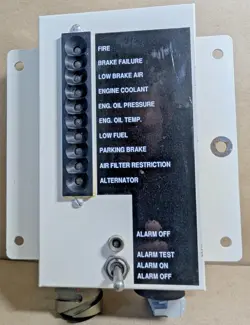 FIRE
BRAKE FAILURE
LOW BRAKE AIR
ENGINE COOLANT
ENG. OIL PRESSURE
ENG. OIL TEMP.
LOW FUEL
PARKING BRAKE
AIR FILTER RESTRICTION
ALTERNATOR
ALARM OFF
ALARM TEST
ALARM ON
ALARM OFF